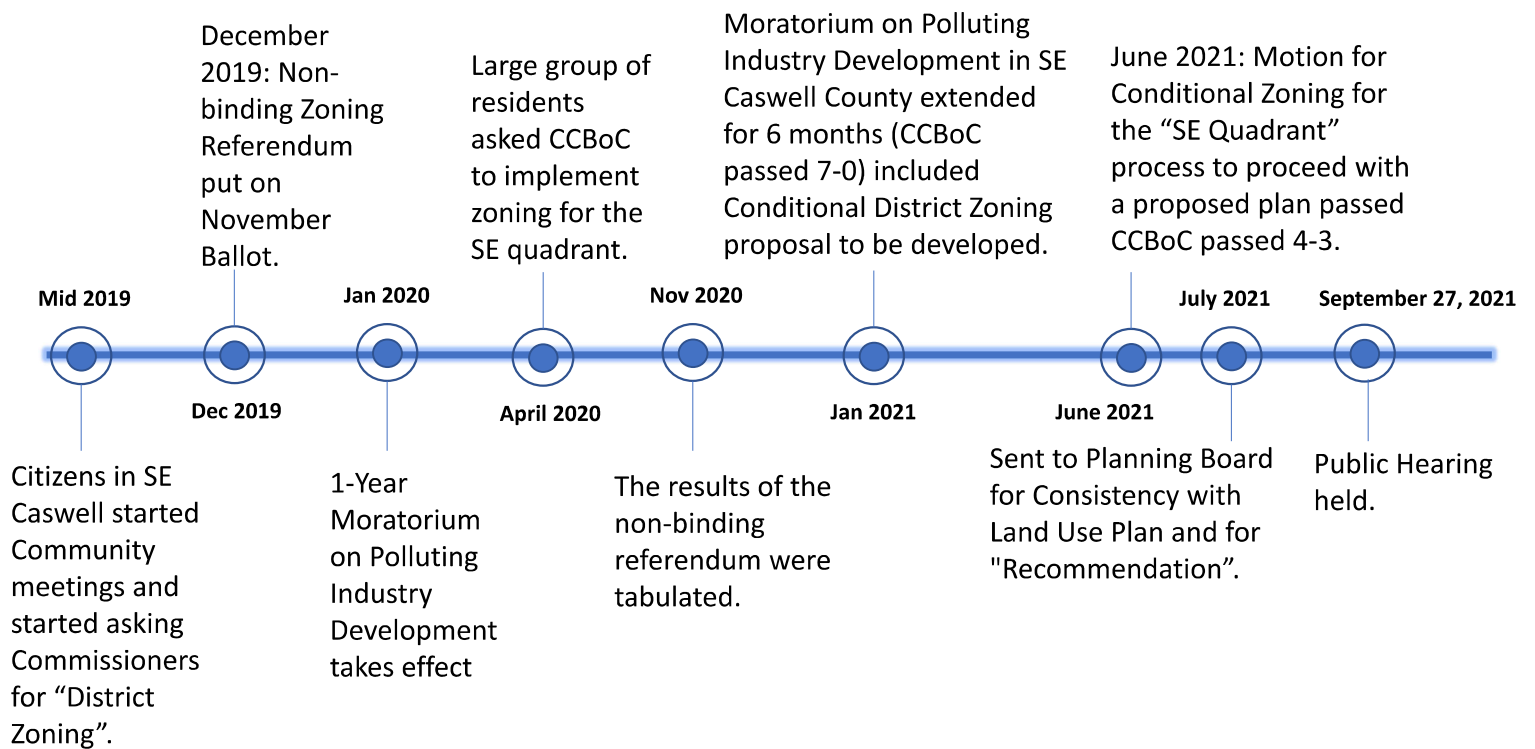 December
2019: Non-
binding Zoning
Referendum
put on
November
Ballot.
Large group of
residents
asked CCBoC
to implement
zoning for the
SE quadrant.
Moratorium on Polluting
Industry Development in SE
Caswell County extended
for 6 months (CCBoC
passed 7-0) included
Conditional District Zoning
proposal to be developed.
June 2021: Motion for
Conditional Zoning for
the “SE Quadrant”
process to proceed with
a proposed plan passed
CCBoC passed 4-3.
Mid 2019
Jan 2020
Nov 2020
July 2021
September 27, 2021
Dec 2019
April 2020
Jan 2021
June 2021
Citizens in SE
Caswell started
Community
meetings and
started asking
Commissioners
for “District
Zoning”.
1-Year
Moratorium
on Polluting
Industry
Development
takes effect
The results of the
non-binding
referendum were
tabulated.
Sent to Planning Board
for Consistency with
Land Use Plan and for
"Recommendation”.
Public Hearing
held.